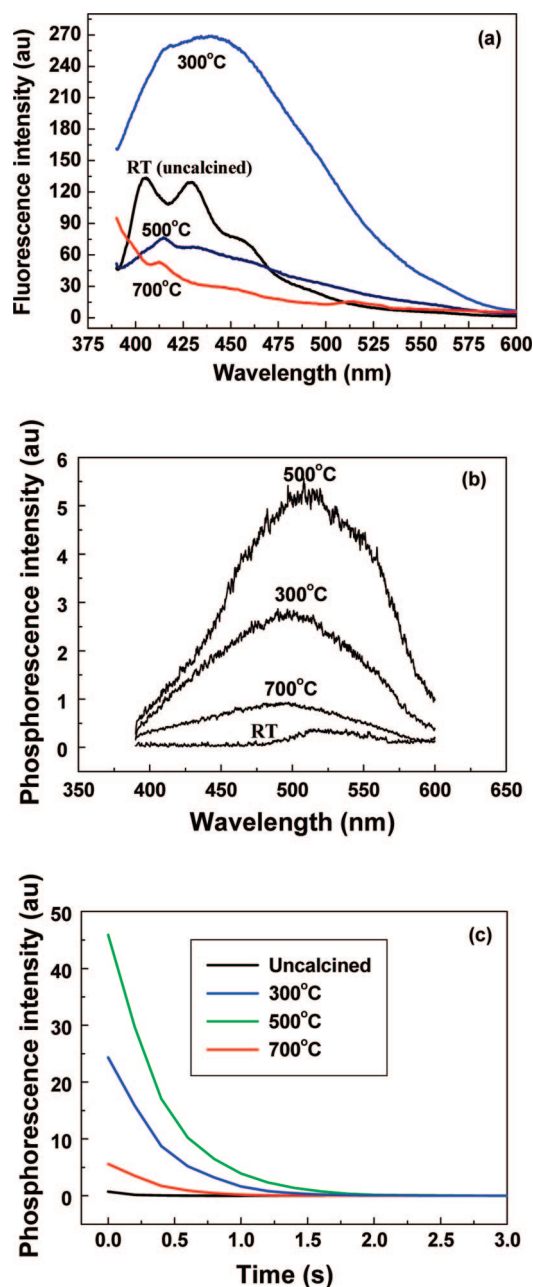 (a)
270
240
210
180
150
120
90
60
30
0
Fluorescence intensity (au)
300°C
RT (uncalcined)
500°C
700°C
375 400 425 450 475 500 525 550 575 600
Wavelength (nm)
(b)
6
5
4
3
2
1
0
Phosphorescence intensity (au)
500°C
300°C
700°C
RT
350 400 450 500 550 600 650
Wavelength (nm)
(c)
50
40
30
20
10
0
Phosphorescence intensity (au)
Uncalcined
300°C
500°C
700°C
0.0 0.5 1.0 1.5 2.0 2.5 3.0
Time (s)